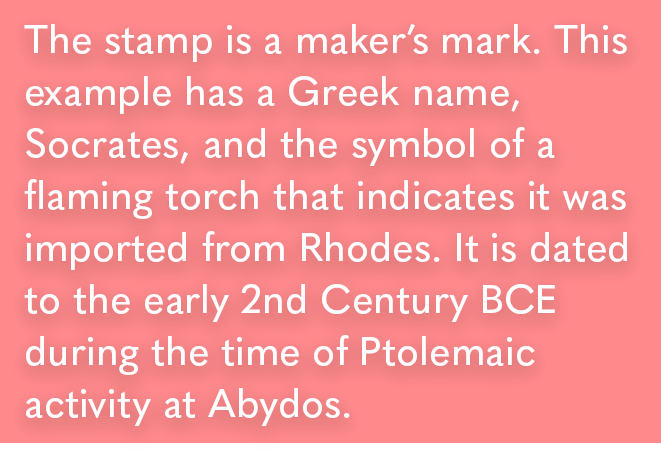 The stamp is a maker’s mark. This
example has a Greek name,
Socrates, and the symbol of a
flaming torch that indicates it was
imported from Rhodes. It is dated
to the early 2nd Century BCE
during the time of Ptolemaic
activity at Abydos.